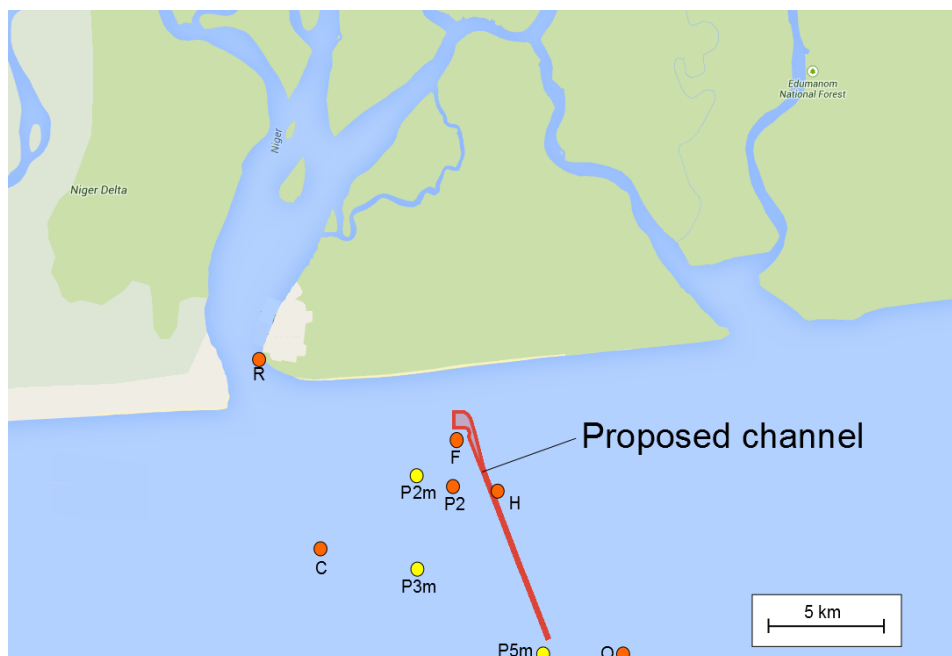 Edumanom
National Forest
Niger
Niger Delta
R
Proposed channel
F
P2m
P2
H
C
P3m
5 km
P5m
O